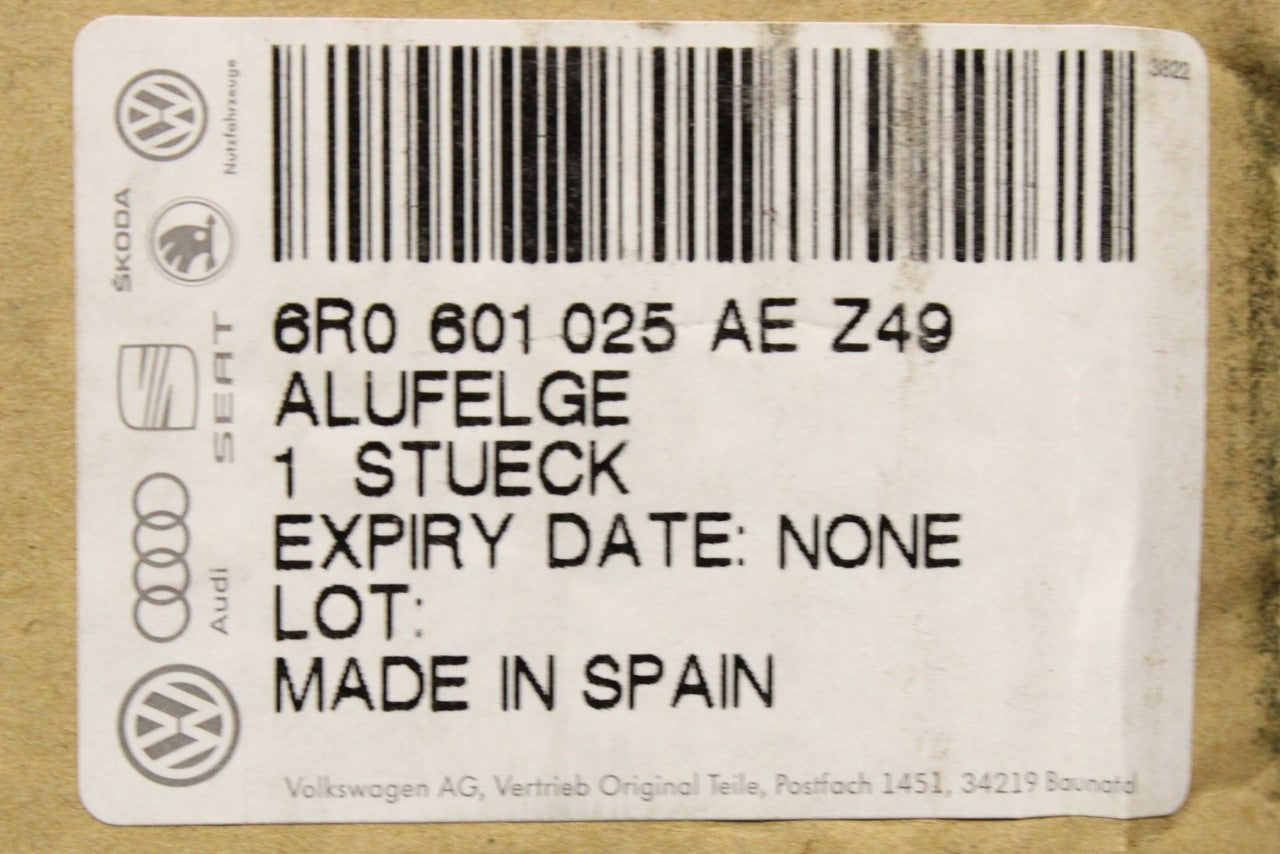 3822
Nutzfahrzeuge
ŠKODA
SEAT
Audi
6R0 601 025 AE Z49
ALUFELGE
1 STUECK
EXPIRY DATE: NONE
LOT:
MADE IN SPAIN
Volkswagen AG, Vertrieb Original Teile, Postfach 1451, 34219 Baunatal